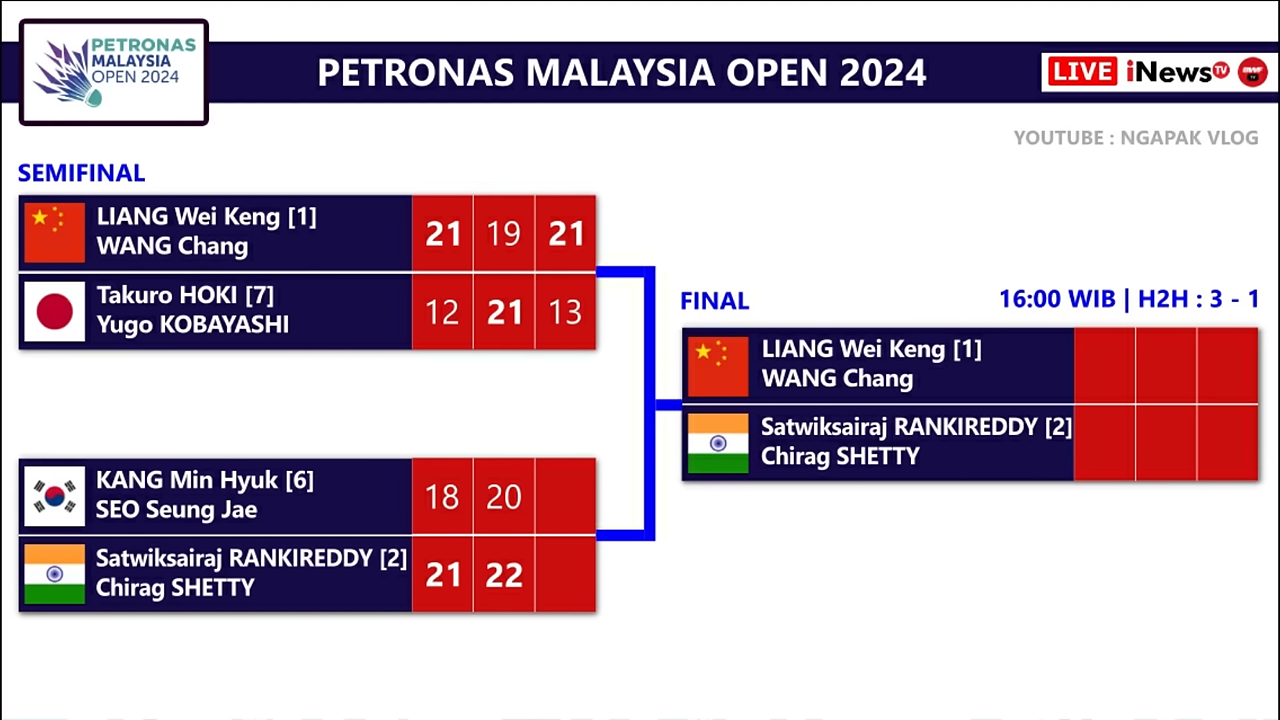 PETRONAS
MALAYSIA
OPEN 2024
PETRONAS MALAYSIA OPEN 2024
LIVE iNews TV
YOUTUBE : NGAPAK VLOG
SEMIFINAL
LIANG Wei Keng [1]
WANG Chang
21 19 21
Takuro HOKI [7]
Yugo KOBAYASHI
12 21 13
KANG Min Hyuk [6]
SEO Seung Jae
18 20
Satwiksairaj RANKIREDDY [2]
Chirag SHETTY
21 22
FINAL
16:00 WIB | H2H : 3 - 1
LIANG Wei Keng [1]
WANG Chang
Satwiksairaj RANKIREDDY [2]
Chirag SHETTY